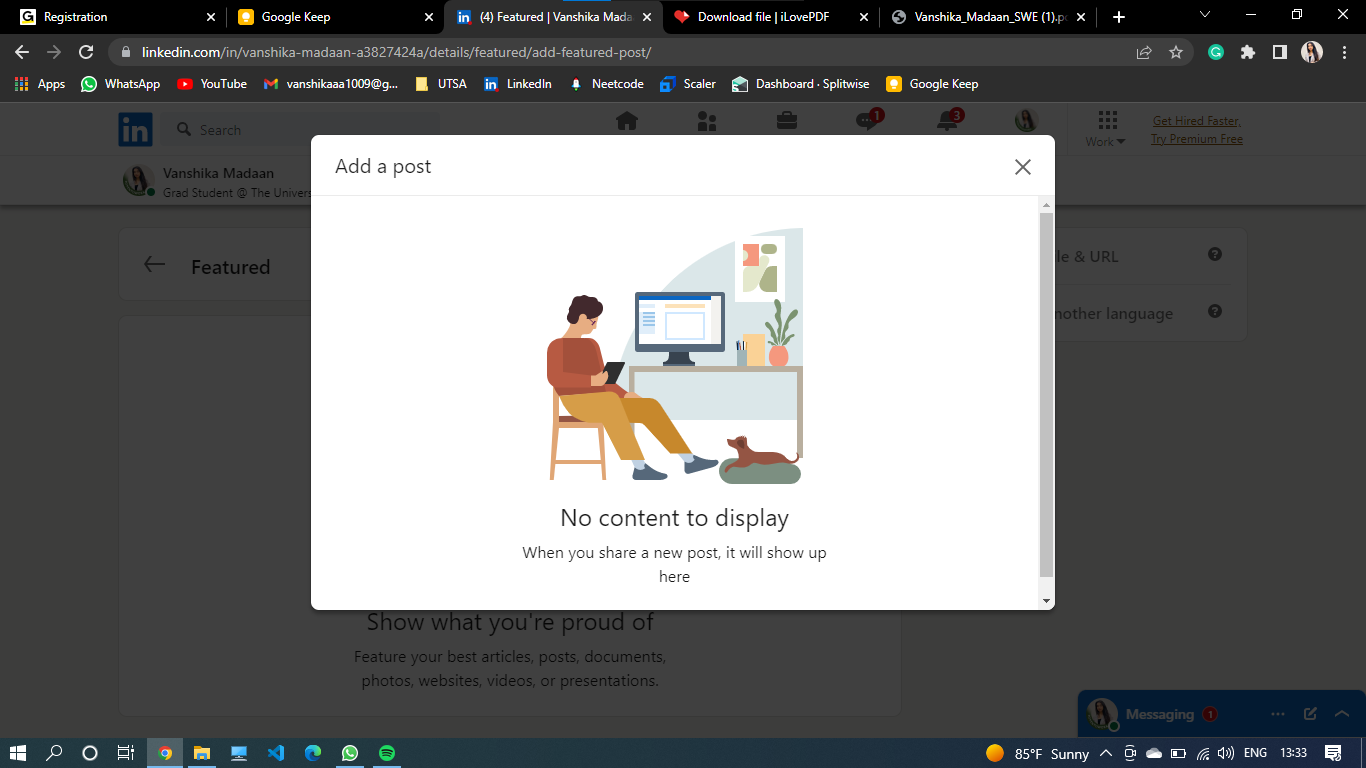 Registration
Google Keep
(4) Featured | Vanshika Mada
Download file | iLovePDF
Vanshika_Madaan_SWE (1).p
linkedin.com/in/vanshika-madaan-a3827424a/details/featured/add-featured-post/
Apps
WhatsApp
YouTube
vanshikaaa1009@g...
UTSA
LinkedIn
Neetcode
Scaler
Dashboard · Splitwise
Google Keep
in
Search
1
3
Work
Get Hired Faster,
Try Premium Free
Vanshika Madaan
Grad Student @ The Univers
Add a post
Featured
le & URL
nother language
No content to display
When you share a new post, it will show up
here
Show what you're proud of
Feature your best articles, posts, documents,
photos, websites, videos, or presentations.
Messaging 1
85°F Sunny
ENG
13:33